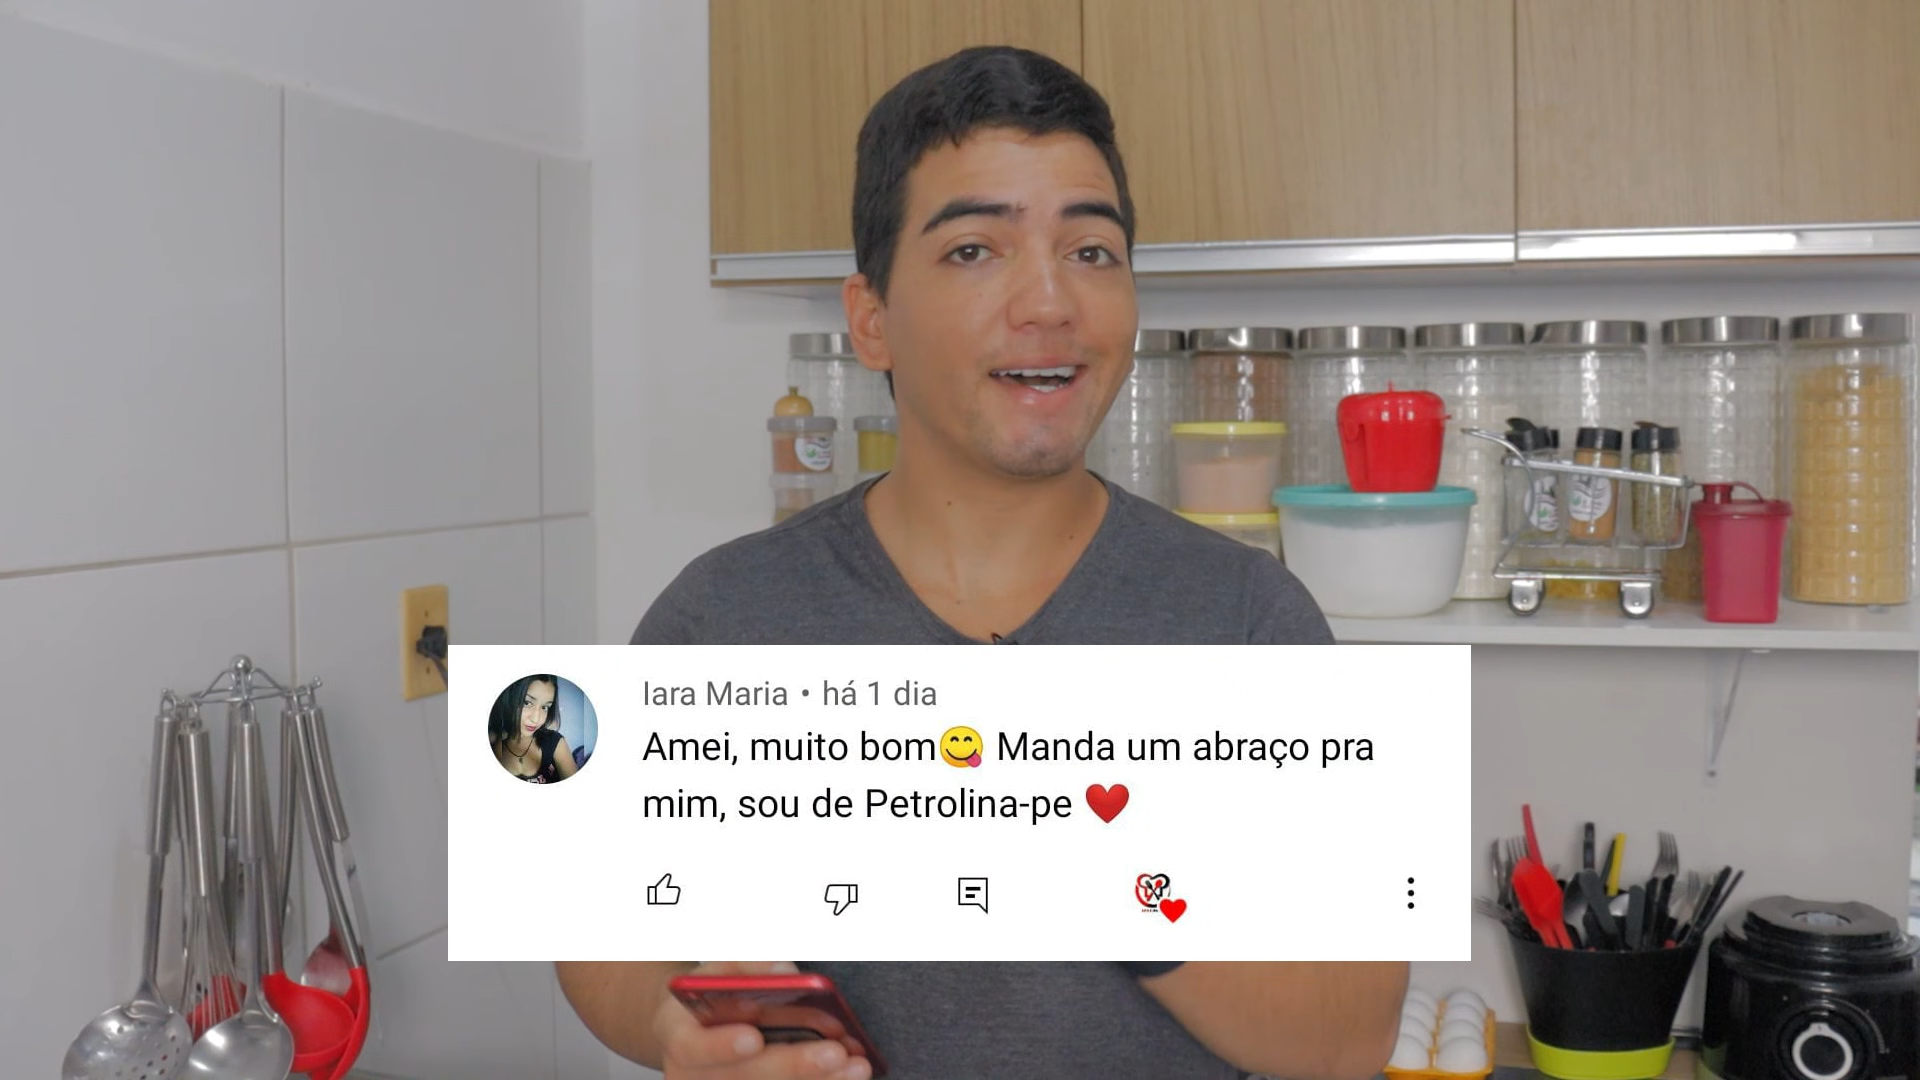 Iara Maria • há 1 dia
Amei, muito bom😋 Manda um abraço pra
mim, sou de Petrolina-pe ❤️